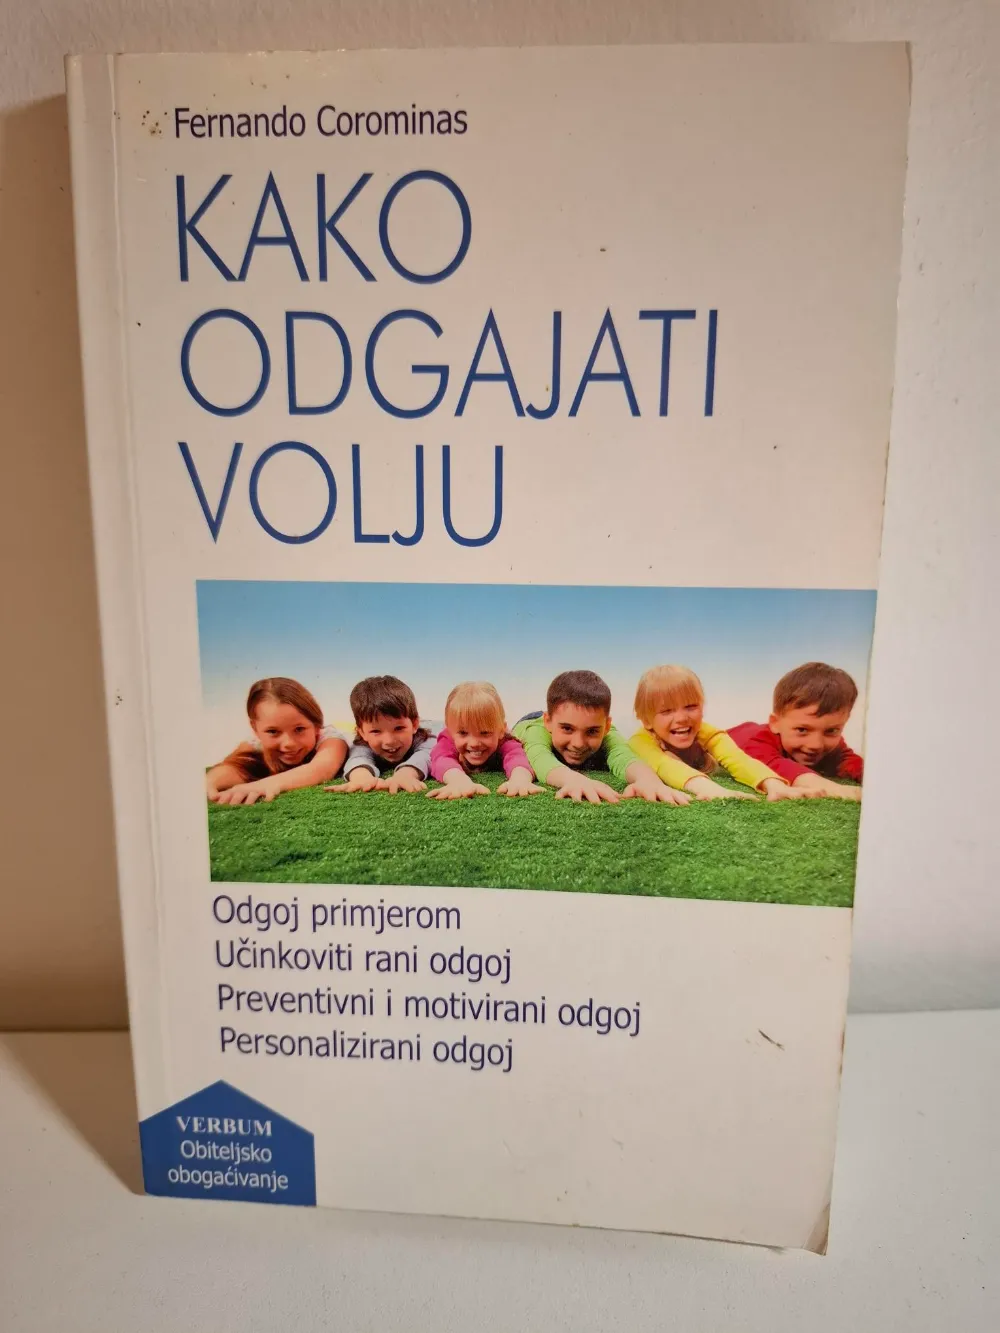 Fernando Corominas
KAKO
ODGAJATI
VOLJU
Odgoj primjerom
Učinkoviti rani odgoj
Preventivni i motivirani odgoj
Personalizirani odgoj
VERBUM
Obiteljsko
obogaćivanje